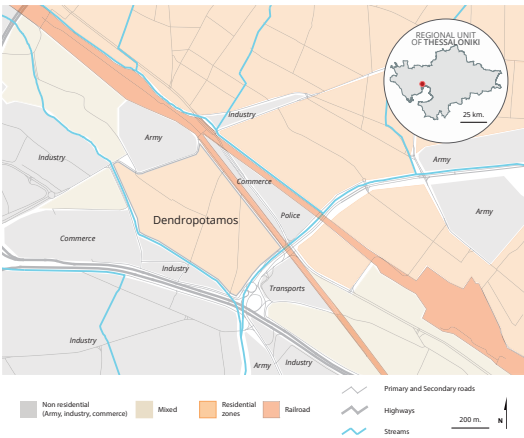 REGIONAL UNIT
OF THESSALONIKI
25 km.
Industry
Army
Industry
Army
Commerce
Army
Police
Dendropotamos
Commerce
Industry
Transports
Industry
Army
Industry
Non residential
(Army, industry, commerce)
Mixed
Residential
zones
Railroad
Primary and Secondary roads
Highways
Streams
200 m.
N